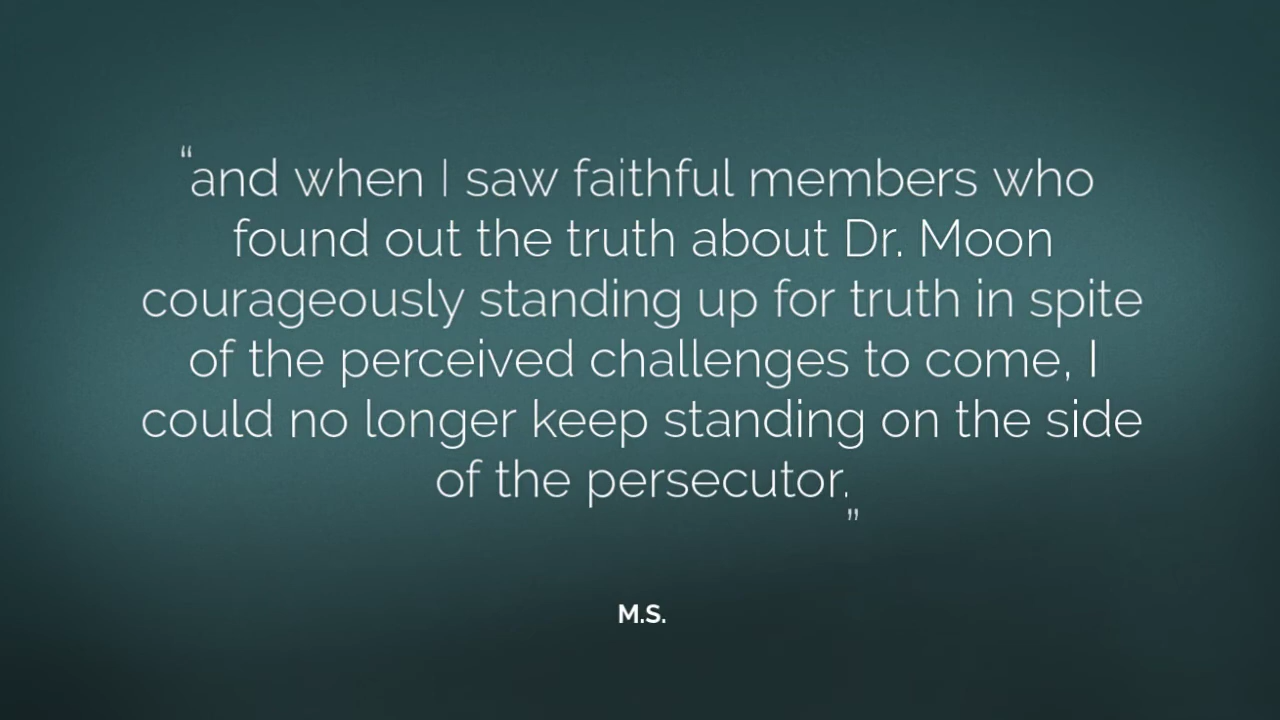 “and when I saw faithful members who
found out the truth about Dr. Moon
courageously standing up for truth in spite
of the perceived challenges to come, I
could no longer keep standing on the side
of the persecutor.”
M.S.